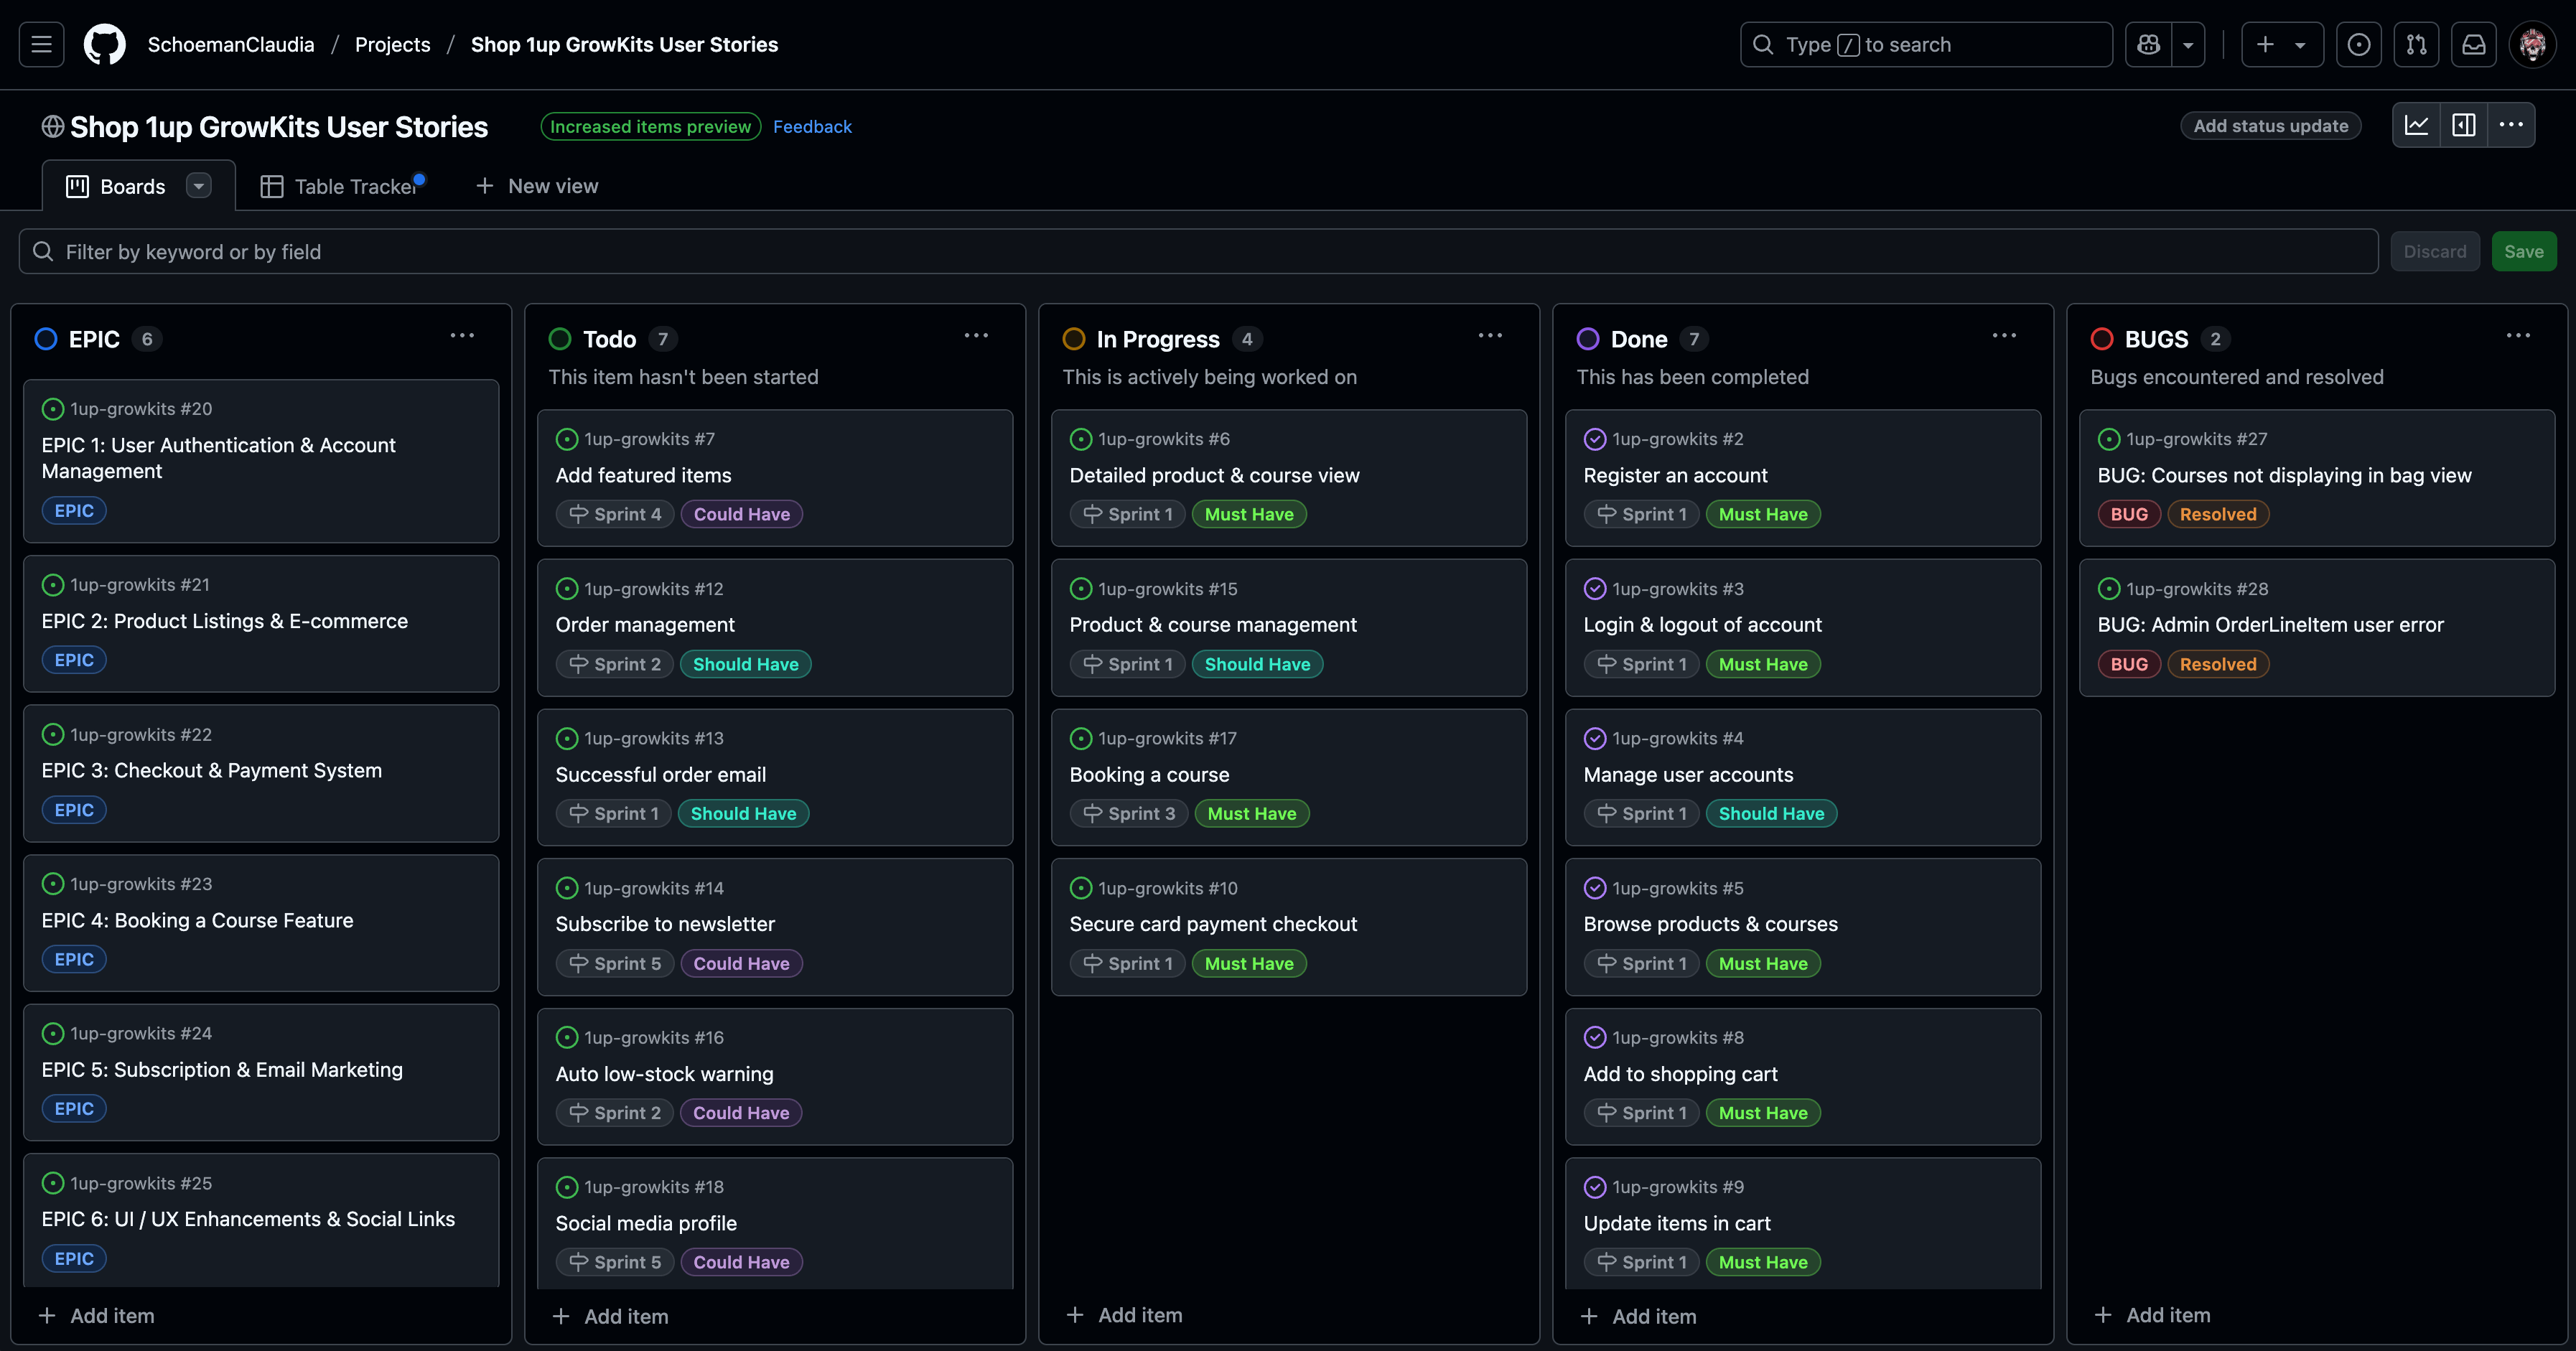 SchoemanClaudia / Projects / Shop 1up GrowKits User Stories
Type / to search
Shop 1up GrowKits User Stories
Increased items preview
Feedback
Add status update
Boards
Table Tracker
New view
Filter by keyword or by field
Discard
Save
EPIC 6
1up-growkits #20
EPIC 1: User Authentication & Account
Management
EPIC
1up-growkits #21
EPIC 2: Product Listings & E-commerce
EPIC
1up-growkits #22
EPIC 3: Checkout & Payment System
EPIC
1up-growkits #23
EPIC 4: Booking a Course Feature
EPIC
1up-growkits #24
EPIC 5: Subscription & Email Marketing
EPIC
1up-growkits #25
EPIC 6: UI / UX Enhancements & Social Links
EPIC
Add item
Todo 7
This item hasn't been started
1up-growkits #7
Add featured items
Sprint 4 Could Have
1up-growkits #12
Order management
Sprint 2 Should Have
1up-growkits #13
Successful order email
Sprint 1 Should Have
1up-growkits #14
Subscribe to newsletter
Sprint 5 Could Have
1up-growkits #16
Auto low-stock warning
Sprint 2 Could Have
1up-growkits #18
Social media profile
Sprint 5 Could Have
Add item
In Progress 4
This is actively being worked on
1up-growkits #6
Detailed product & course view
Sprint 1 Must Have
1up-growkits #15
Product & course management
Sprint 1 Should Have
1up-growkits #17
Booking a course
Sprint 3 Must Have
1up-growkits #10
Secure card payment checkout
Sprint 1 Must Have
Add item
Done 7
This has been completed
1up-growkits #2
Register an account
Sprint 1 Must Have
1up-growkits #3
Login & logout of account
Sprint 1 Must Have
1up-growkits #4
Manage user accounts
Sprint 1 Should Have
1up-growkits #5
Browse products & courses
Sprint 1 Must Have
1up-growkits #8
Add to shopping cart
Sprint 1 Must Have
1up-growkits #9
Update items in cart
Sprint 1 Must Have
Add item
BUGS 2
Bugs encountered and resolved
1up-growkits #27
BUG: Courses not displaying in bag view
BUG Resolved
1up-growkits #28
BUG: Admin OrderLineItem user error
BUG Resolved
Add item